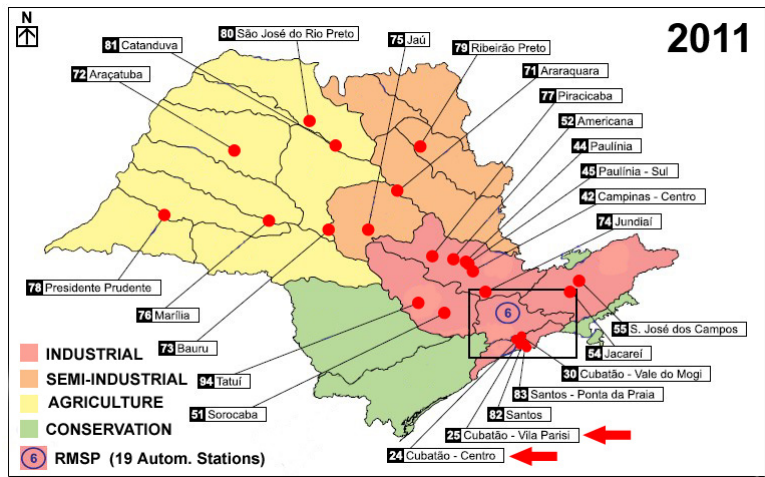 N
2011
80 São José do Rio Preto
81 Catanduva
72 Araçatuba
75 Jaú
79 Ribeirão Preto
71 Araraquara
77 Piracicaba
52 Americana
44 Paulínia
45 Paulínia - Sul
42 Campinas - Centro
74 Jundiaí
78 Presidente Prudente
76 Marília
73 Bauru
94 Tatuí
51 Sorocaba
6
55 S. José dos Campos
54 Jacareí
30 Cubatão - Vale do Mogi
83 Santos - Ponta da Praia
82 Santos
25 Cubatão - Vila Parisi
24 Cubatão - Centro
INDUSTRIAL
SEMI-INDUSTRIAL
AGRICULTURE
CONSERVATION
6 RMSP (19 Autom. Stations)